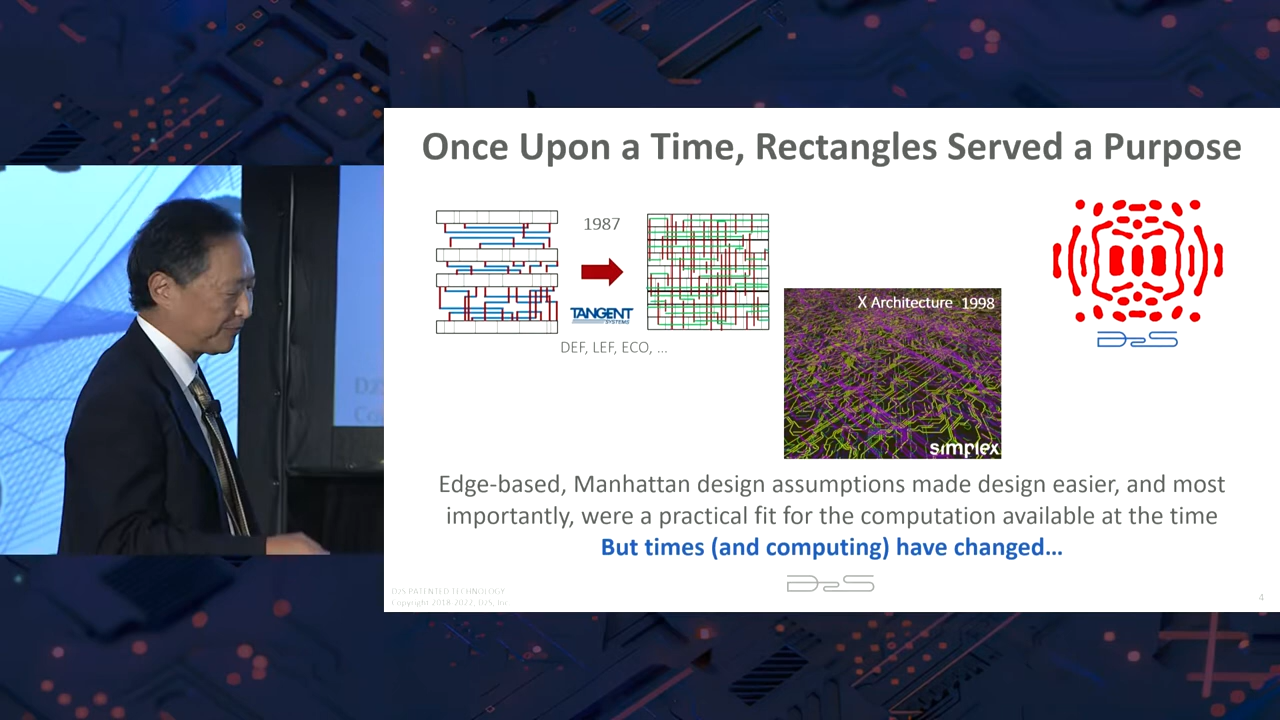 Once Upon a Time, Rectangles Served a Purpose
1987
TANGENT
SYSTEMS
DEF, LEF, ECO, ...
X Architecture 1998
simplex
D2S
Edge-based, Manhattan design assumptions made design easier, and most
importantly, were a practical fit for the computation available at the time
But times (and computing) have changed…
D2S
D2S PATENTED TECHNOLOGY
Copyright 2018-2022, D2S, Inc
4
D2S
Co